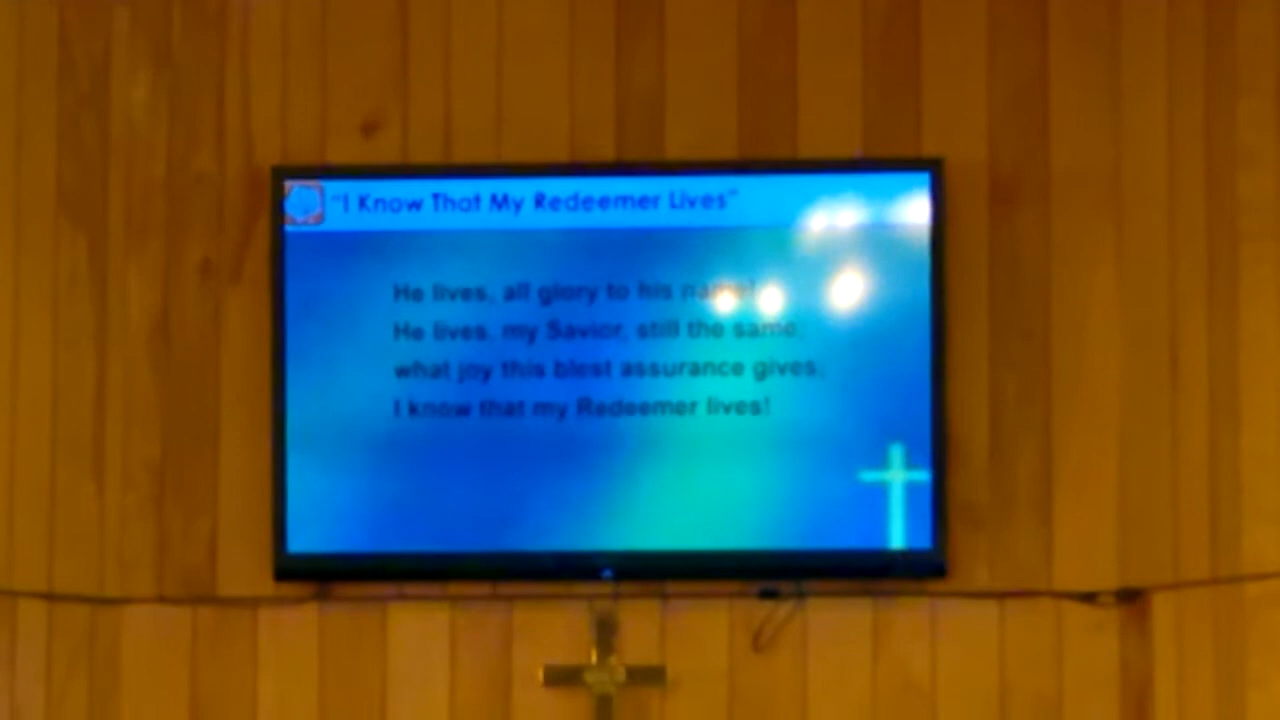 "I Know That My Redeemer Lives"
He lives, all glory to his name!
He lives, my Savior, still the same;
what joy this blest assurance gives;
I know that my Redeemer lives!